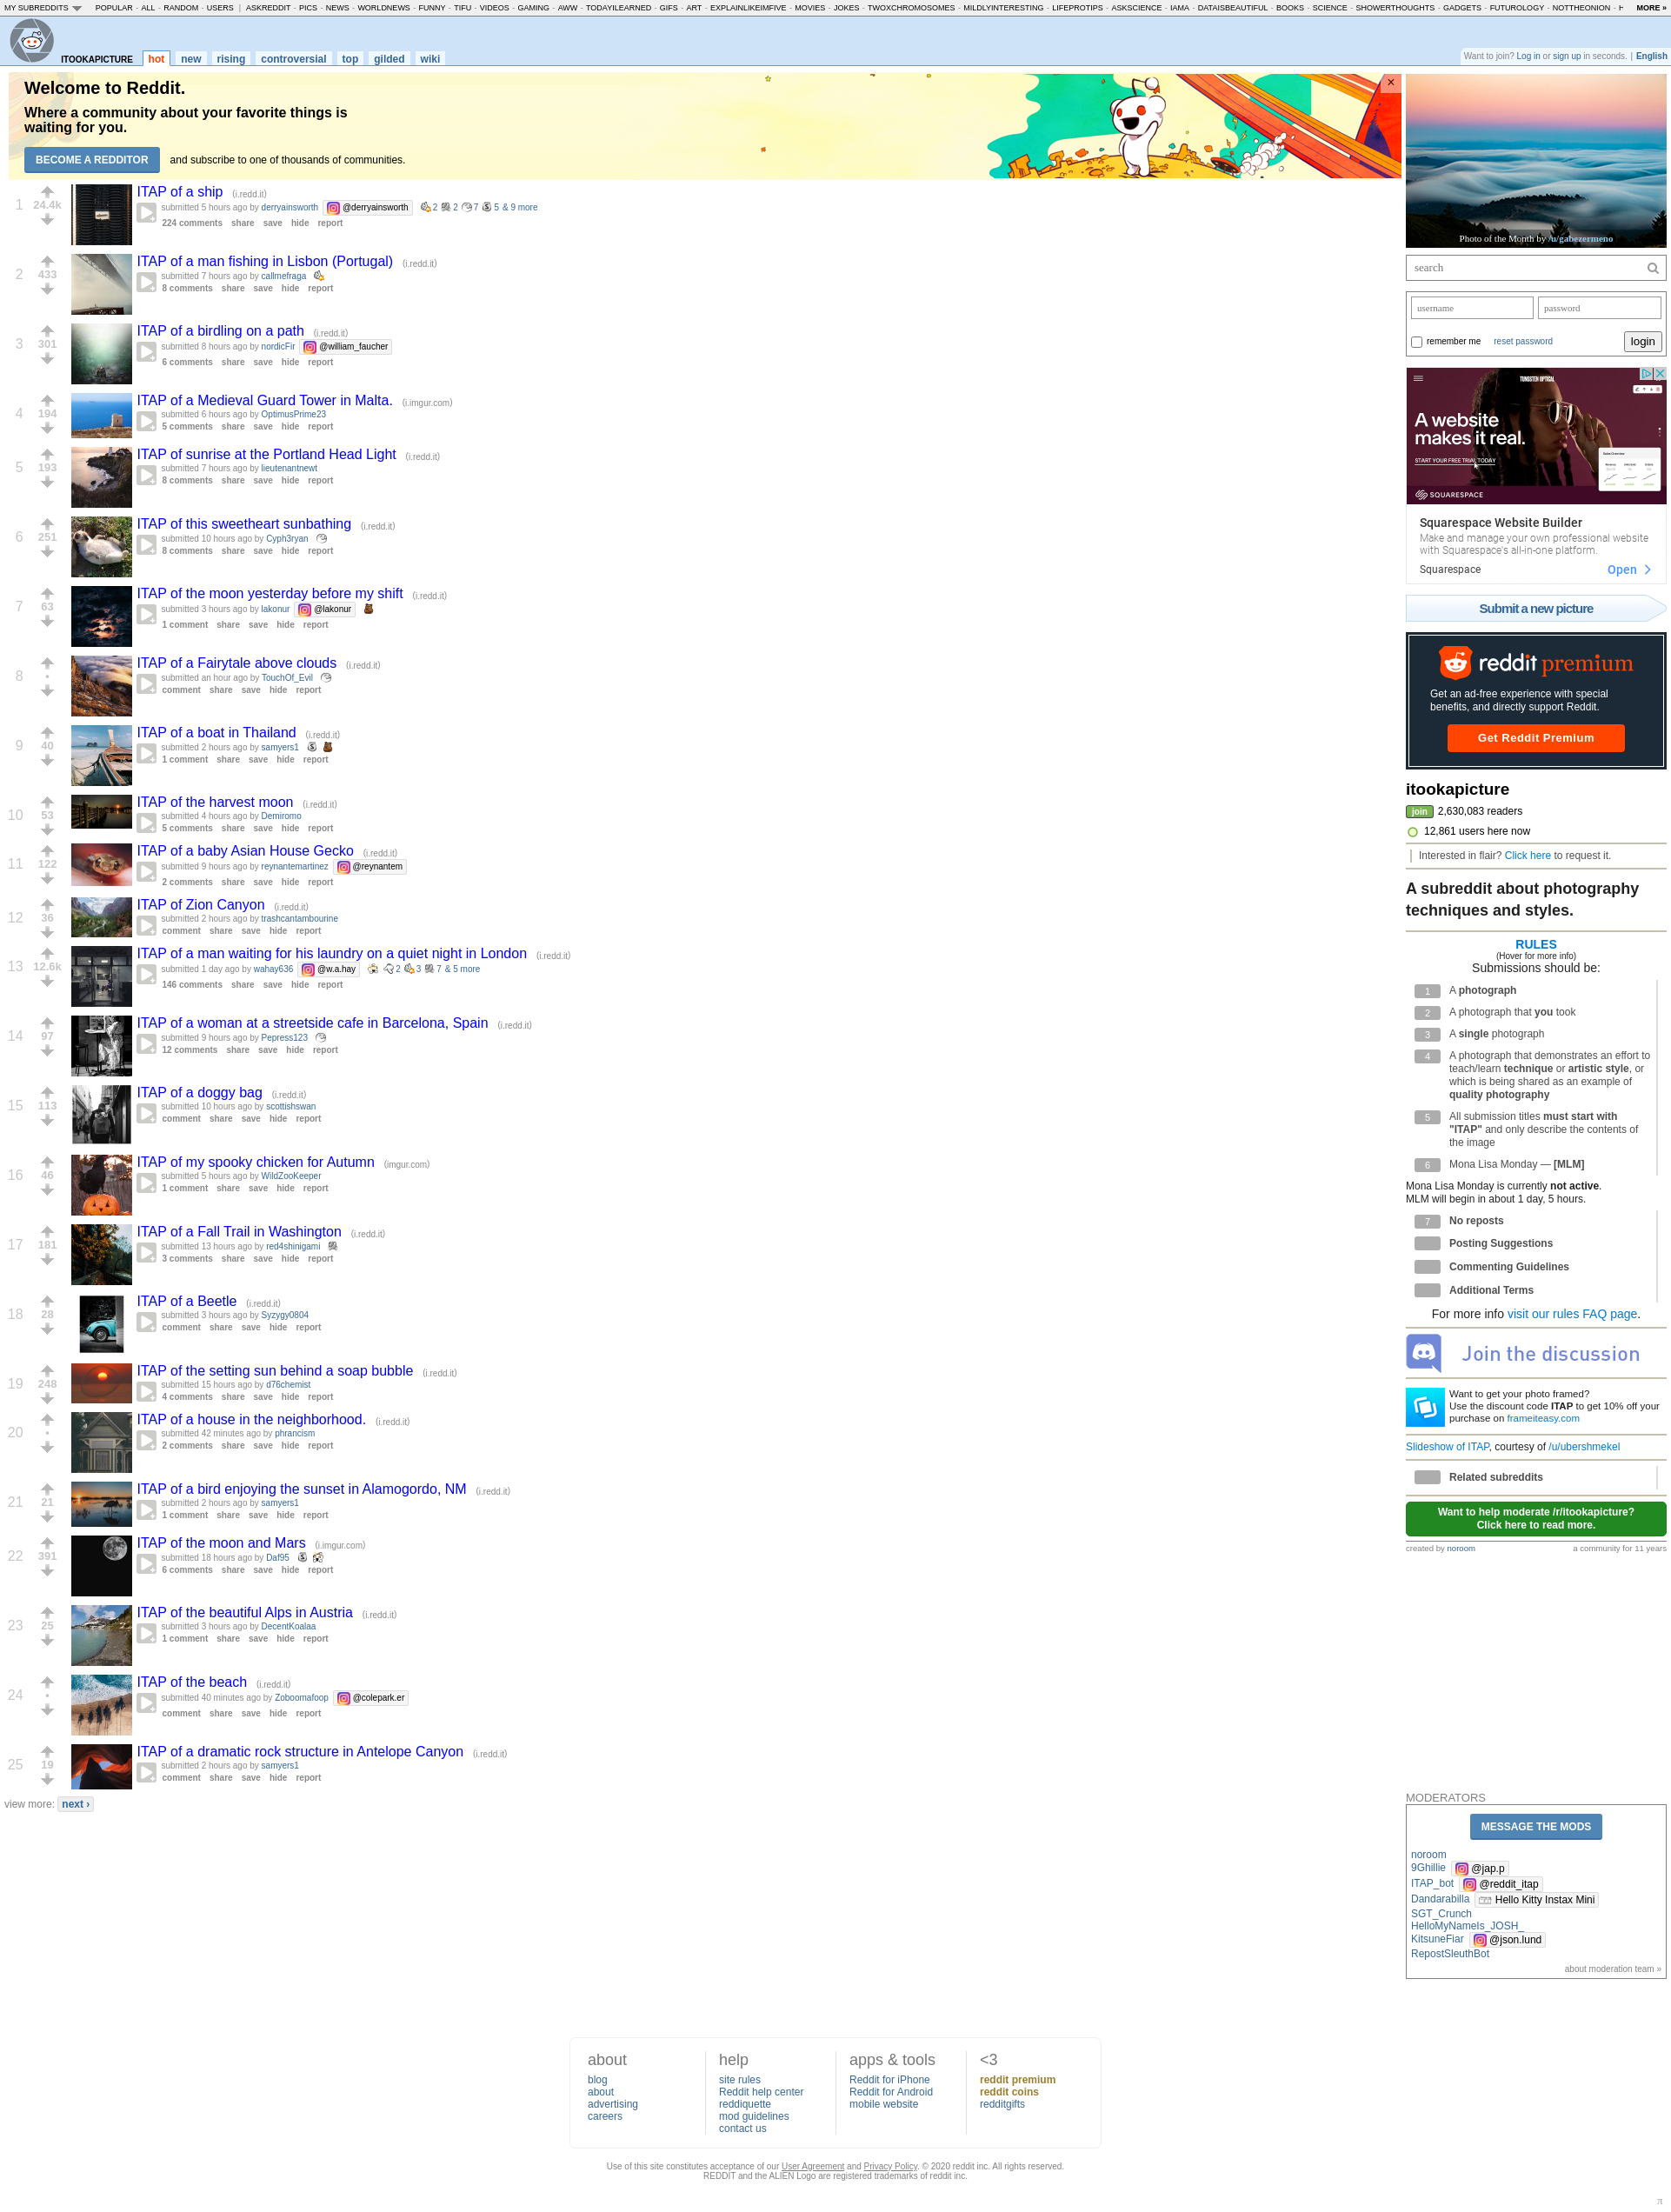 MY SUBREDDITS POPULAR - ALL - RANDOM - USERS | ASKREDDIT - PICS - NEWS - WORLDNEWS - FUNNY - TIFU - VIDEOS - GAMING - AWW - TODAYILEARNED - GIFS - ART - EXPLAINLIKEIMFIVE - MOVIES - JOKES - TWOXCHROMOSOMES - MILDLYINTERESTING - LIFEPROTIPS - ASKSCIENCE - IAMA - DATAISBEAUTIFUL - BOOKS - SCIENCE - SHOWERTHOUGHTS - GADGETS - FUTUROLOGY - NOTTHEONION - MORE »
ITOOKAPICTURE hot new rising controversial top gilded wiki
Want to join? Log in or sign up in seconds. | English
Welcome to Reddit.
Where a community about your favorite things is
waiting for you.
BECOME A REDDITOR and subscribe to one of thousands of communities.
×
1 24.4k
ITAP of a ship (i.redd.it)
submitted 5 hours ago by derryainsworth @derryainsworth 2 2 7 5 & 9 more
224 comments share save hide report
2 433
ITAP of a man fishing in Lisbon (Portugal) (i.redd.it)
submitted 7 hours ago by callmefraga
8 comments share save hide report
3 301
ITAP of a birdling on a path (i.redd.it)
submitted 8 hours ago by nordicFir @william_faucher
6 comments share save hide report
4 194
ITAP of a Medieval Guard Tower in Malta. (i.imgur.com)
submitted 6 hours ago by OptimusPrime23
5 comments share save hide report
5 193
ITAP of sunrise at the Portland Head Light (i.redd.it)
submitted 7 hours ago by lieutenantnewt
8 comments share save hide report
6 251
ITAP of this sweetheart sunbathing (i.redd.it)
submitted 10 hours ago by Cyph3ryan
8 comments share save hide report
7 63
ITAP of the moon yesterday before my shift (i.redd.it)
submitted 3 hours ago by lakonur @lakonur
1 comment share save hide report
8 •
ITAP of a Fairytale above clouds (i.redd.it)
submitted an hour ago by TouchOf_Evil
comment share save hide report
9 40
ITAP of a boat in Thailand (i.redd.it)
submitted 2 hours ago by samyers1
1 comment share save hide report
10 53
ITAP of the harvest moon (i.redd.it)
submitted 4 hours ago by Demiromo
5 comments share save hide report
11 122
ITAP of a baby Asian House Gecko (i.redd.it)
submitted 9 hours ago by reynantemartinez @reynantem
2 comments share save hide report
12 36
ITAP of Zion Canyon (i.redd.it)
submitted 2 hours ago by trashcantambourine
comment share save hide report
13 12.6k
ITAP of a man waiting for his laundry on a quiet night in London (i.redd.it)
submitted 1 day ago by wahay636 @w.a.hay 2 3 7 & 5 more
146 comments share save hide report
14 97
ITAP of a woman at a streetside cafe in Barcelona, Spain (i.redd.it)
submitted 9 hours ago by Pepress123
12 comments share save hide report
15 113
ITAP of a doggy bag (i.redd.it)
submitted 10 hours ago by scottishswan
comment share save hide report
16 46
ITAP of my spooky chicken for Autumn (imgur.com)
submitted 5 hours ago by WildZooKeeper
1 comment share save hide report
17 181
ITAP of a Fall Trail in Washington (i.redd.it)
submitted 13 hours ago by red4shinigami
3 comments share save hide report
18 28
ITAP of a Beetle (i.redd.it)
submitted 3 hours ago by Syzygy0804
comment share save hide report
19 248
ITAP of the setting sun behind a soap bubble (i.redd.it)
submitted 15 hours ago by d76chemist
4 comments share save hide report
20 •
ITAP of a house in the neighborhood. (i.redd.it)
submitted 42 minutes ago by phrancism
2 comments share save hide report
21 21
ITAP of a bird enjoying the sunset in Alamogordo, NM (i.redd.it)
submitted 2 hours ago by samyers1
1 comment share save hide report
22 391
ITAP of the moon and Mars (i.imgur.com)
submitted 18 hours ago by Daf95
6 comments share save hide report
23 25
ITAP of the beautiful Alps in Austria (i.redd.it)
submitted 3 hours ago by DecentKoalaa
1 comment share save hide report
24 •
ITAP of the beach (i.redd.it)
submitted 40 minutes ago by Zoboomafoop @colepark.er
comment share save hide report
25 19
ITAP of a dramatic rock structure in Antelope Canyon (i.redd.it)
submitted 2 hours ago by samyers1
comment share save hide report
view more: next ›
Photo of the Month by /u/gabezermeno
search
username password
remember me reset password login
TUNGSTEN OPTICAL
A website
makes it real.
START YOUR FREE TRIAL TODAY
SQUARESPACE
Squarespace Website Builder
Make and manage your own professional website
with Squarespace's all-in-one platform.
Squarespace Open
Submit a new picture
reddit premium
Get an ad-free experience with special
benefits, and directly support Reddit.
Get Reddit Premium
itookapicture
join 2,630,083 readers
12,861 users here now
Interested in flair? Click here to request it.
A subreddit about photography
techniques and styles.
RULES
(Hover for more info)
Submissions should be:
1 A photograph
2 A photograph that you took
3 A single photograph
4 A photograph that demonstrates an effort to
teach/learn technique or artistic style, or
which is being shared as an example of
quality photography
5 All submission titles must start with
"ITAP" and only describe the contents of
the image
6 Mona Lisa Monday — [MLM]
Mona Lisa Monday is currently not active.
MLM will begin in about 1 day, 5 hours.
7 No reposts
Posting Suggestions
Commenting Guidelines
Additional Terms
For more info visit our rules FAQ page.
Join the discussion
Want to get your photo framed?
Use the discount code ITAP to get 10% off your
purchase on frameiteasy.com
Slideshow of ITAP, courtesy of /u/ubershmekel
Related subreddits
Want to help moderate /r/itookapicture?
Click here to read more.
created by noroom a community for 11 years
MODERATORS
MESSAGE THE MODS
noroom
9Ghillie @jap.p
ITAP_bot @reddit_itap
Dandarabilla Hello Kitty Instax Mini
SGT_Crunch
HelloMyNameIs_JOSH_
KitsuneFiar @json.lund
RepostSleuthBot
about moderation team »
about
blog
about
advertising
careers
help
site rules
Reddit help center
reddiquette
mod guidelines
contact us
apps & tools
Reddit for iPhone
Reddit for Android
mobile website
<3
reddit premium
reddit coins
redditgifts
Use of this site constitutes acceptance of our User Agreement and Privacy Policy. © 2020 reddit inc. All rights reserved.
REDDIT and the ALIEN Logo are registered trademarks of reddit inc.
π